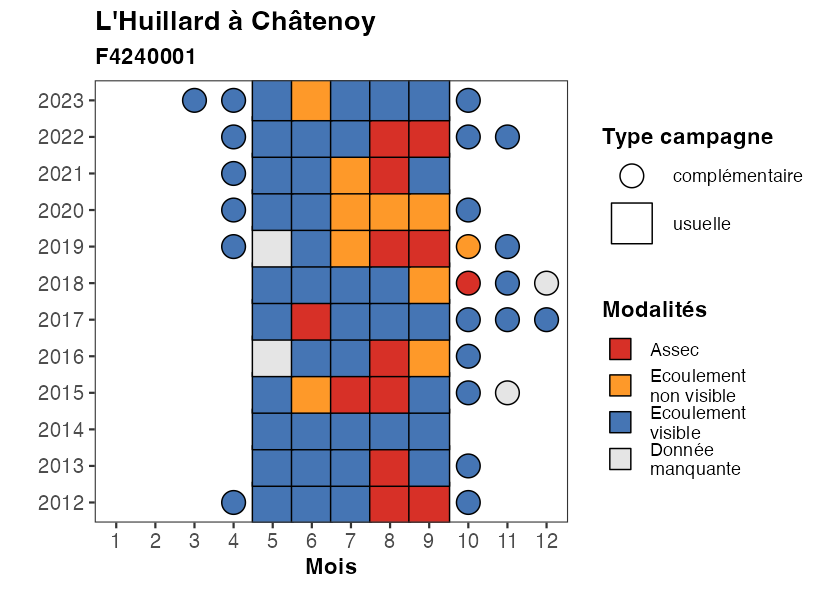 L'Huillard à Châtenoy
F4240001
2023
2022
2021
2020
2019
2018
2017
2016
2015
2014
2013
2012
1 2 3 4 5 6 7 8 9 10 11 12
Mois
Type campagne
complémentaire
usuelle
Modalités
Assec
Ecoulement
non visible
Ecoulement
visible
Donnée
manquante